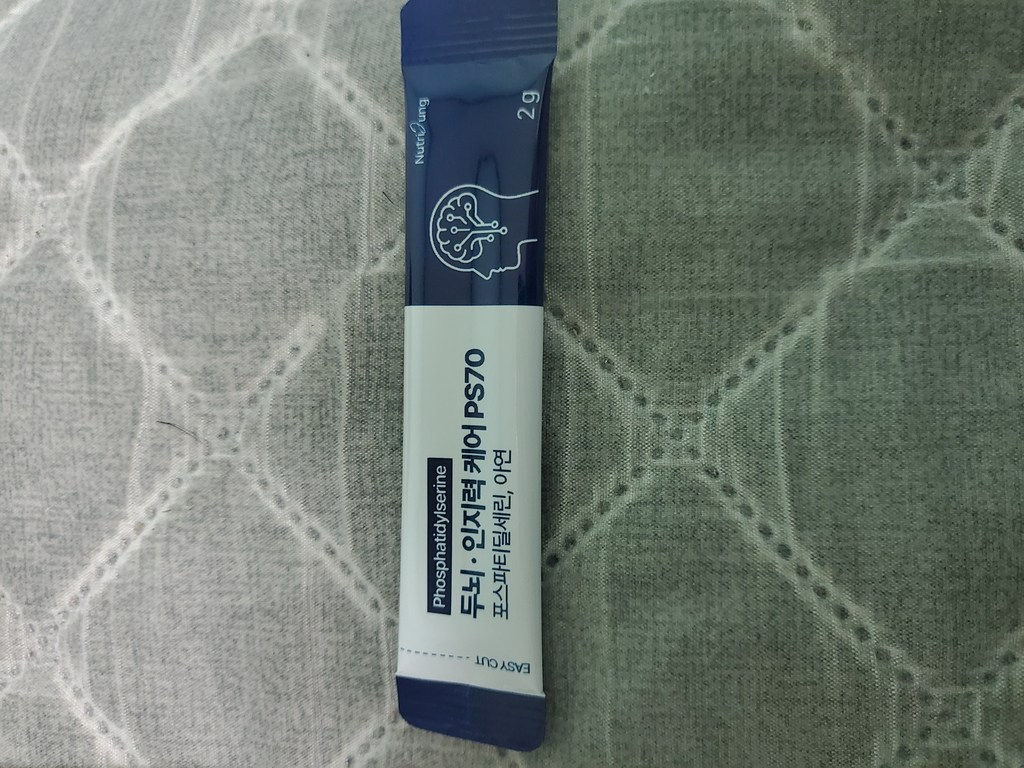 NutriDung
2 g
Phosphatidylserine
두뇌 · 인지력 케어 PS70
포스파티딜세린, 아연
EASY CUT